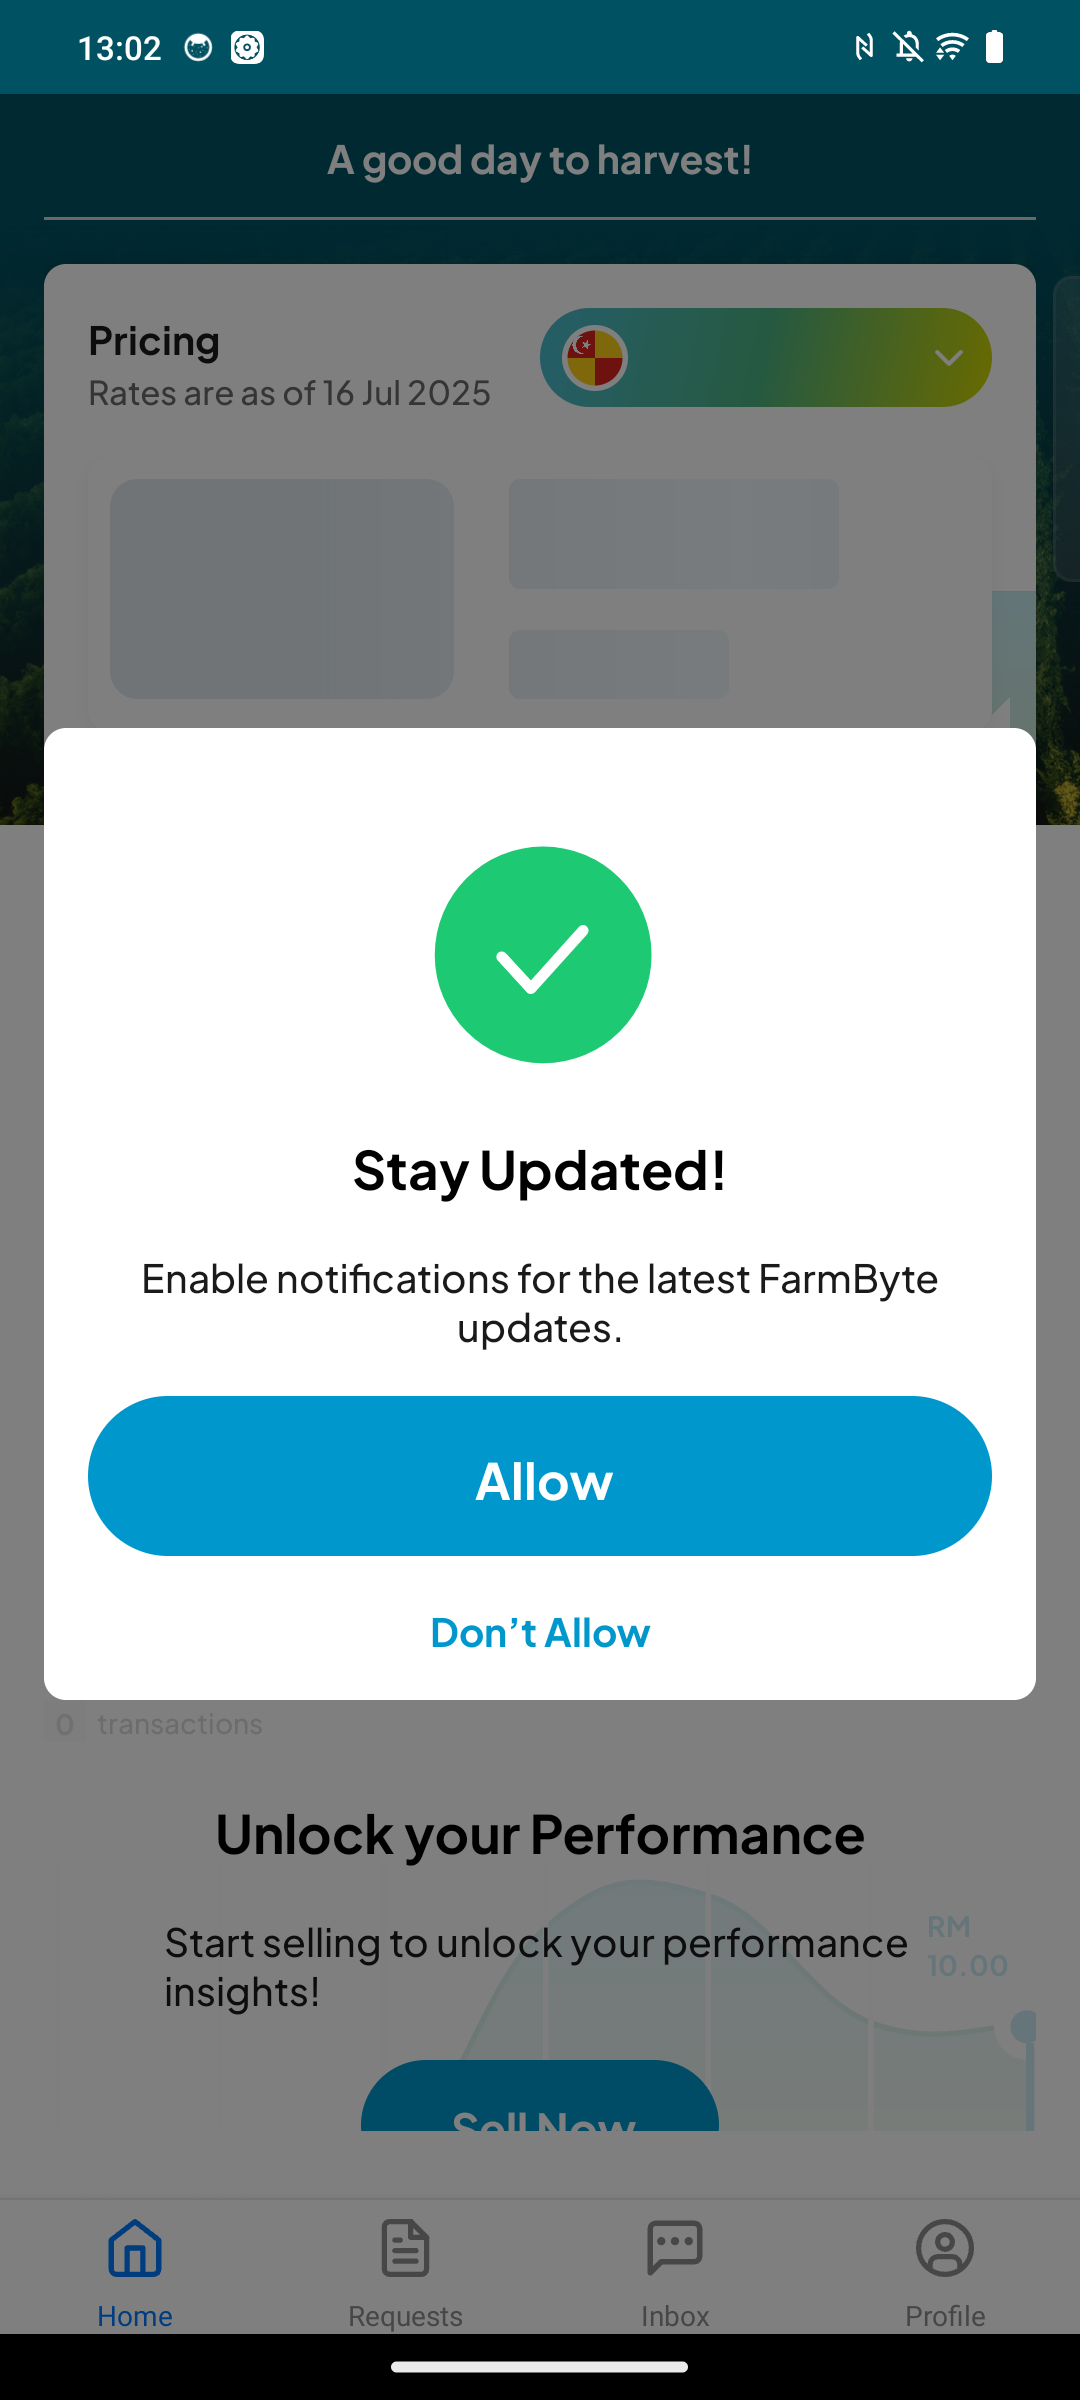 13:02
A good day to harvest!
Pricing
Rates are as of 16 Jul 2025
Stay Updated!
Enable notifications for the latest FarmByte
updates.
Allow
Don't Allow
0 transactions
Unlock your Performance
Start selling to unlock your performance
insights!
RM
10.00
Sell Now
Home
Requests
Inbox
Profile